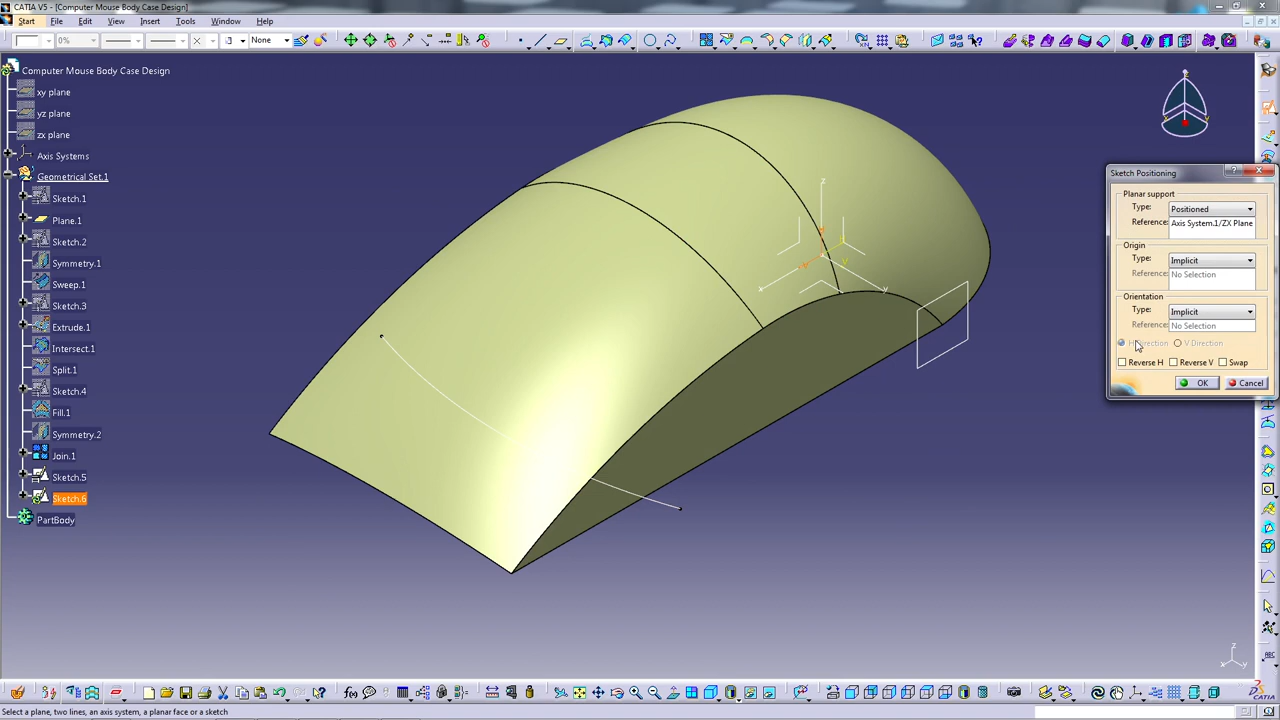 CATIA V5 - [Computer Mouse Body Case Design]
Start File Edit View Insert Tools Window Help
0% None
Computer Mouse Body Case Design
xy plane
yz plane
zx plane
Axis Systems
Geometrical Set.1
Sketch.1
Plane.1
Sketch.2
Symmetry.1
Sweep.1
Sketch.3
Extrude.1
Intersect.1
Split.1
Sketch.4
Fill.1
Symmetry.2
Join.1
Sketch.5
Sketch.6
PartBody
z
x
y
H
V
Sketch Positioning
Planar support
Type: Positioned
Reference: Axis System.1/ZX Plane
Origin
Type: Implicit
Reference: No Selection
Orientation
Type: Implicit
Reference: No Selection
H Direction V Direction
Reverse H Reverse V Swap
OK Cancel
z
x y
f(x)
CATIA
Select a plane, two lines, an axis system, a planar face or a sketch